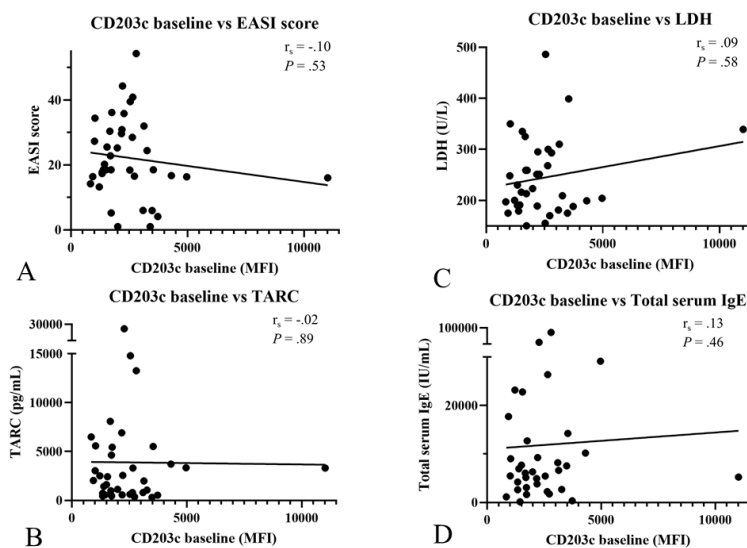 CD203c baseline vs EASI score
r_s = -.10
P = .53
40
20
0
EASI score
0
5000
10000
CD203c baseline (MFI)
A
CD203c baseline vs TARC
r_s = -.02
P = .89
30000
15000
10000
5000
0
TARC (pg/mL)
0
5000
10000
CD203c baseline (MFI)
B
CD203c baseline vs LDH
r_s = .09
P = .58
500
400
300
200
LDH (U/L)
0
5000
10000
CD203c baseline (MFI)
C
CD203c baseline vs Total serum IgE
r_s = .13
P = .46
100000
20000
0
Total serum IgE (IU/mL)
0
5000
10000
CD203c baseline (MFI)
D